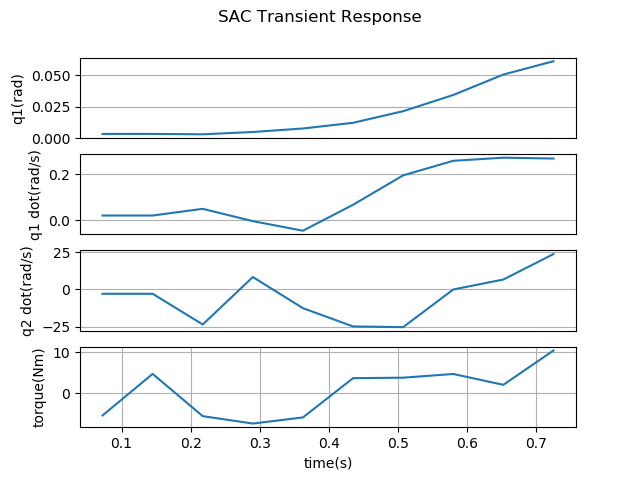 SAC Transient Response
0.050
0.025
0.000
q1(rad)
0.2
0.0
q1 dot(rad/s)
25
0
−25
q2 dot(rad/s)
10
0
torque(Nm)
0.1 0.2 0.3 0.4 0.5 0.6 0.7
time(s)